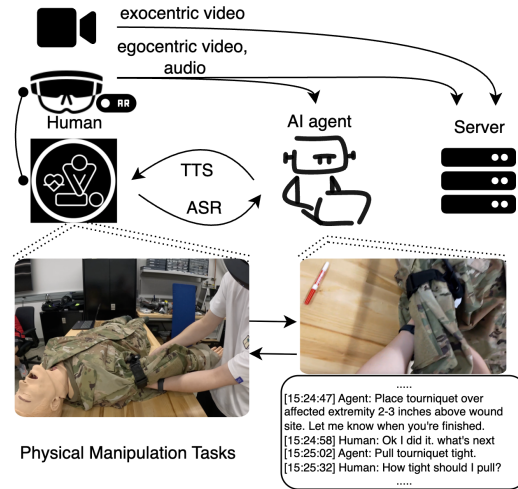 exocentric video
egocentric video,
audio
AR
Human
AI agent
Server
TTS
ASR
.....
[15:24:47] Agent: Place tourniquet over
affected extremity 2-3 inches above wound
site. Let me know when you're finished.
[15:24:58] Human: Ok I did it. what's next
[15:25:02] Agent: Pull tourniquet tight.
[15:25:32] Human: How tight should I pull?
.....
Physical Manipulation Tasks